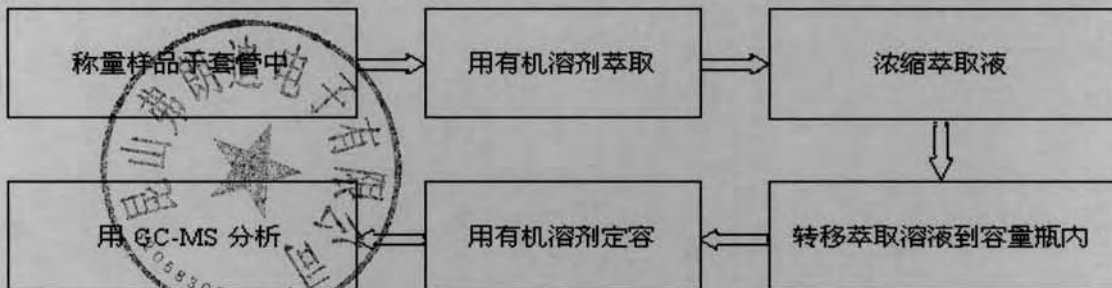 称量样品于套管中
用有机溶剂萃取
浓缩萃取液
转移萃取溶液到容量瓶内
用有机溶剂定容
用 GC-MS 分析